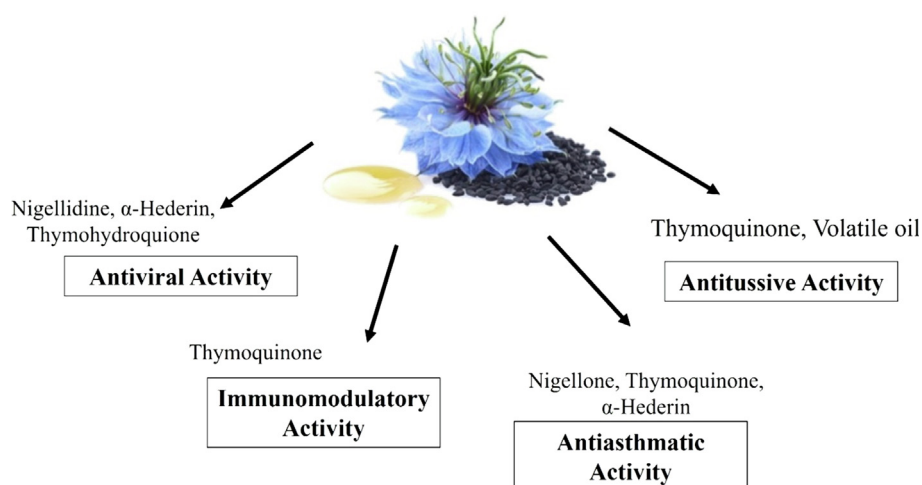 Nigellidine, α-Hederin,
Thymohydroquione
Antiviral Activity
Thymoquinone
Immunomodulatory
Activity
Nigellone, Thymoquinone,
α-Hederin
Antiasthmatic
Activity
Thymoquinone, Volatile oil
Antitussive Activity